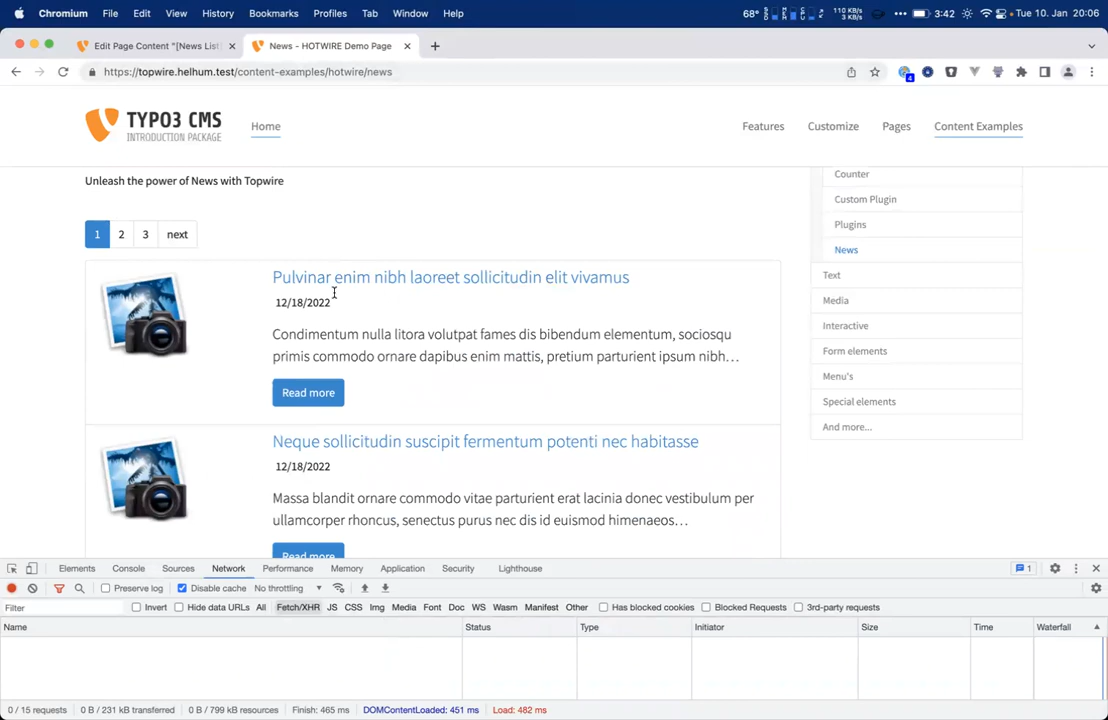 Chromium File Edit View History Bookmarks Profiles Tab Window Help 68° 110 KB/s 3 KB/s ••• 3:42 Tue 10. Jan 20:06
Edit Page Content "[News List] News - HOTWIRE Demo Page
https://topwire.helhum.test/content-examples/hotwire/news 4
TYPO3 CMS
INTRODUCTION PACKAGE
Home Features Customize Pages Content Examples
Unleash the power of News with Topwire
Counter
Custom Plugin
Plugins
News
Text
Media
Interactive
Form elements
Menu's
Special elements
And more...
1 2 3 next
Pulvinar enim nibh laoreet sollicitudin elit vivamus
12/18/2022
Condimentum nulla litora volutpat fames dis bibendum elementum, sociosqu
primis commodo ornare dapibus enim mattis, pretium parturient ipsum nibh…
Read more
Neque sollicitudin suscipit fermentum potenti nec habitasse
12/18/2022
Massa blandit ornare commodo vitae parturient erat lacinia donec vestibulum per
ullamcorper rhoncus, senectus purus nec dis id euismod himenaeos…
Read more
Elements Console Sources Network Performance Memory Application Security Lighthouse 1
Preserve log Disable cache No throttling
Filter Invert Hide data URLs All Fetch/XHR JS CSS Img Media Font Doc WS Wasm Manifest Other Has blocked cookies Blocked Requests 3rd-party requests
Name Status Type Initiator Size Time Waterfall
0 / 15 requests 0 B / 231 kB transferred 0 B / 799 kB resources Finish: 465 ms DOMContentLoaded: 451 ms Load: 482 ms